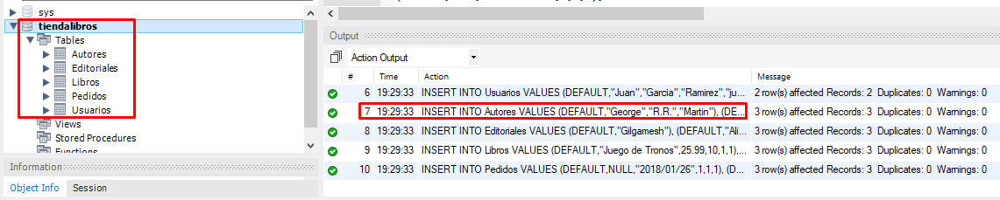 sys
tiendalibros
Tables
Autores
Editoriales
Libros
Pedidos
Usuarios
Views
Stored Procedures
Functions
Information
Object Info Session
Output
Action Output
# Time Action Message
6 19:29:33 INSERT INTO Usuarios VALUES (DEFAULT,"Juan","Garcia","Ramirez","ju... 2 row(s) affected Records: 2 Duplicates: 0 Warnings: 0
7 19:29:33 INSERT INTO Autores VALUES (DEFAULT,"George","R.R.","Martin"), (DE... 3 row(s) affected Records: 3 Duplicates: 0 Warnings: 0
8 19:29:33 INSERT INTO Editoriales VALUES (DEFAULT,"Gilgamesh"), (DEFAULT,"Ali... 3 row(s) affected Records: 3 Duplicates: 0 Warnings: 0
9 19:29:33 INSERT INTO Libros VALUES (DEFAULT,"Juego de Tronos",25.99,10,1,1),... 3 row(s) affected Records: 3 Duplicates: 0 Warnings: 0
10 19:29:33 INSERT INTO Pedidos VALUES (DEFAULT,NULL,"2018/01/26",1,1,1), (D... 3 row(s) affected Records: 3 Duplicates: 0 Warnings: 0